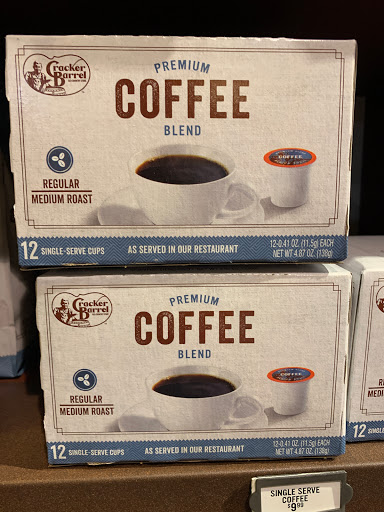 Cracker
Barrel
PREMIUM
COFFEE
BLEND
COFFEE
REGULAR
MEDIUM ROAST
12 SINGLE-SERVE CUPS
AS SERVED IN OUR RESTAURANT
12-0.41 OZ. (11.5g) EACH
NET WT 4.87 OZ. (138g)
Cracker
Barrel
PREMIUM
COFFEE
BLEND
COFFEE
REGULAR
MEDIUM ROAST
12 SINGLE-SERVE CUPS
AS SERVED IN OUR RESTAURANT
12-0.41 OZ. (11.5g) EACH
NET WT 4.87 OZ. (138g)
12 SINGLE
SINGLE SERVE
COFFEE
$9.99